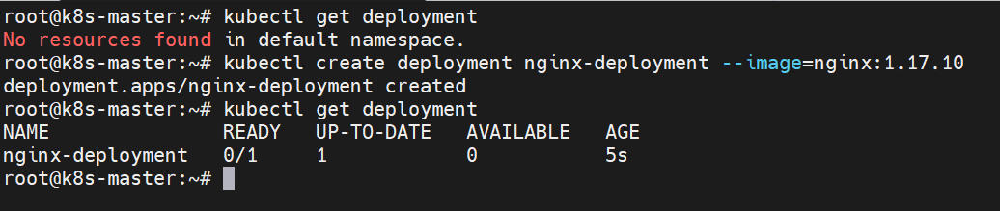 root@k8s-master:~# kubectl get deployment
No resources found in default namespace.
root@k8s-master:~# kubectl create deployment nginx-deployment --image=nginx:1.17.10
deployment.apps/nginx-deployment created
root@k8s-master:~# kubectl get deployment
NAME               READY   UP-TO-DATE   AVAILABLE   AGE
nginx-deployment   0/1     1            0           5s
root@k8s-master:~#